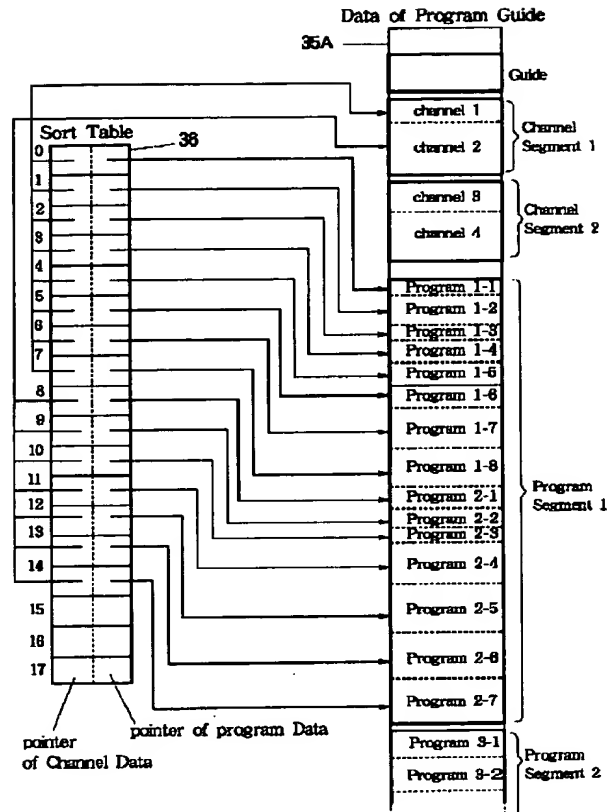 Data of Program Guide
35A
Guide
channel 1
channel 2
Channel
Segment 1
channel 3
channel 4
Channel
Segment 2
Sort Table
36
0
1
2
3
4
5
6
7
8
9
10
11
12
13
14
15
16
17
pointer
of Channel Data
pointer of program Data
Program 1-1
Program 1-2
Program 1-3
Program 1-4
Program 1-5
Program 1-6
Program 1-7
Program 1-8
Program 2-1
Program 2-2
Program 2-3
Program 2-4
Program 2-5
Program 2-6
Program 2-7
Program
Segment 1
Program 3-1
Program 3-2
Program
Segment 2